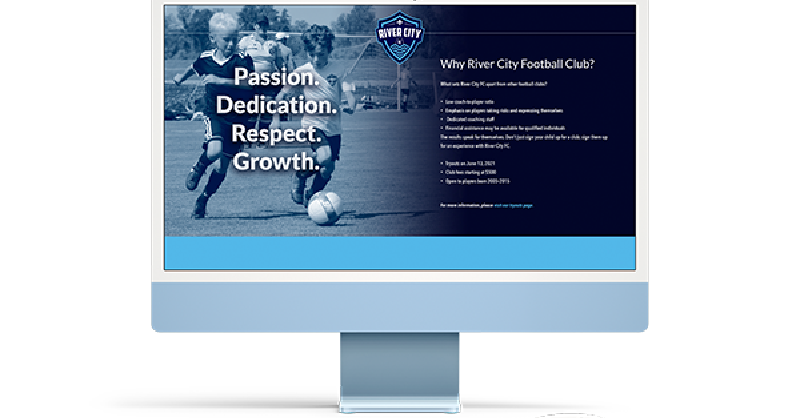 RIVER CITY
Passion.
Dedication.
Respect.
Growth.
Why River City Football Club?
What sets River City FC apart from other football clubs?
• Low coach-to-player ratio
• Emphasis on players taking risks and expressing themselves
• Dedicated coaching staff
• Financial assistance may be available for qualified individuals
The results speak for themselves. Don't just sign your child up for a club; sign them up
for an experience with River City FC.
• Tryouts on June 13, 2021
• Club fees starting at $500
• Open to players born 2005-2015
For more information, please visit our tryouts page